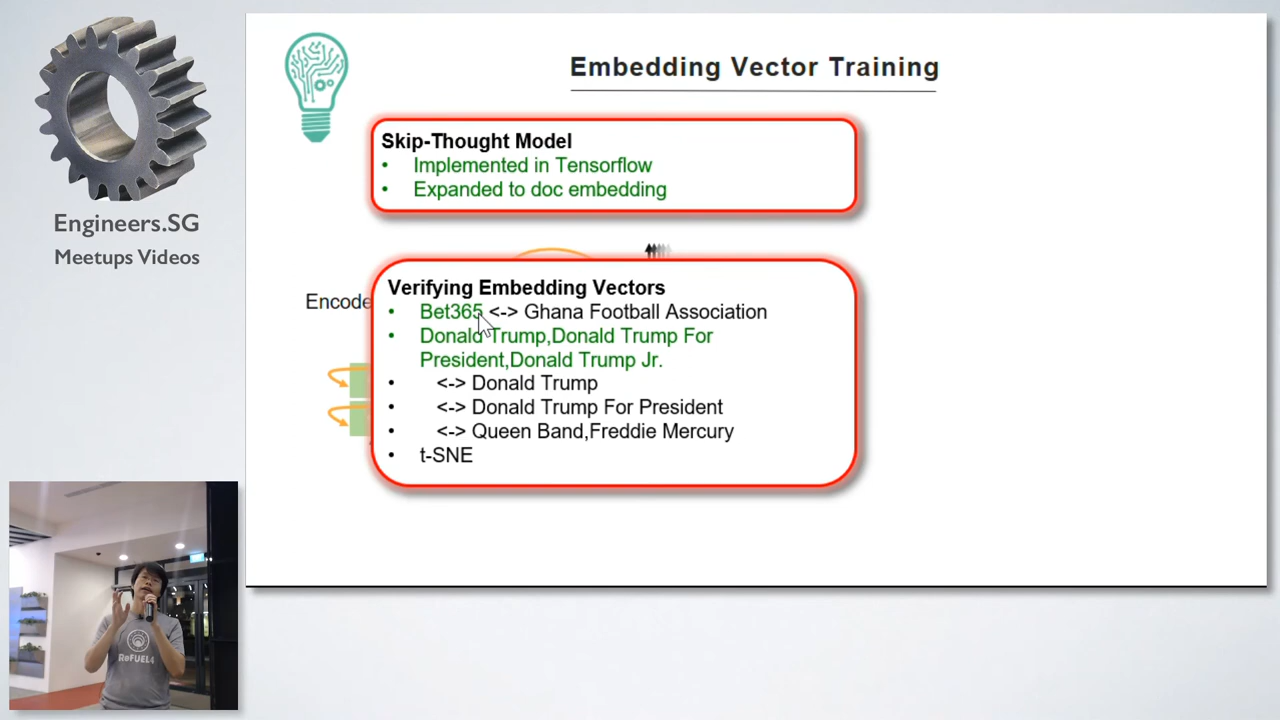 Embedding Vector Training
Skip-Thought Model
• Implemented in Tensorflow
• Expanded to doc embedding
Engineers.SG
Meetups Videos
Encode
Verifying Embedding Vectors
• Bet365 <-> Ghana Football Association
• Donald Trump,Donald Trump For
President,Donald Trump Jr.
• <-> Donald Trump
• <-> Donald Trump For President
• <-> Queen Band,Freddie Mercury
• t-SNE
ReFUEL4